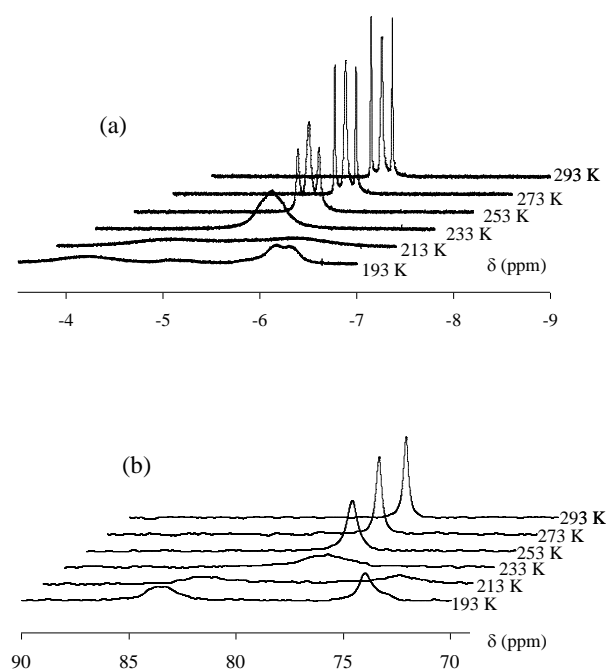 (a)
293 K
273 K
253 K
233 K
213 K
193 K
δ (ppm)
-4 -5 -6 -7 -8 -9
(b)
293 K
273 K
253 K
233 K
213 K
193 K
δ (ppm)
90 85 80 75 70